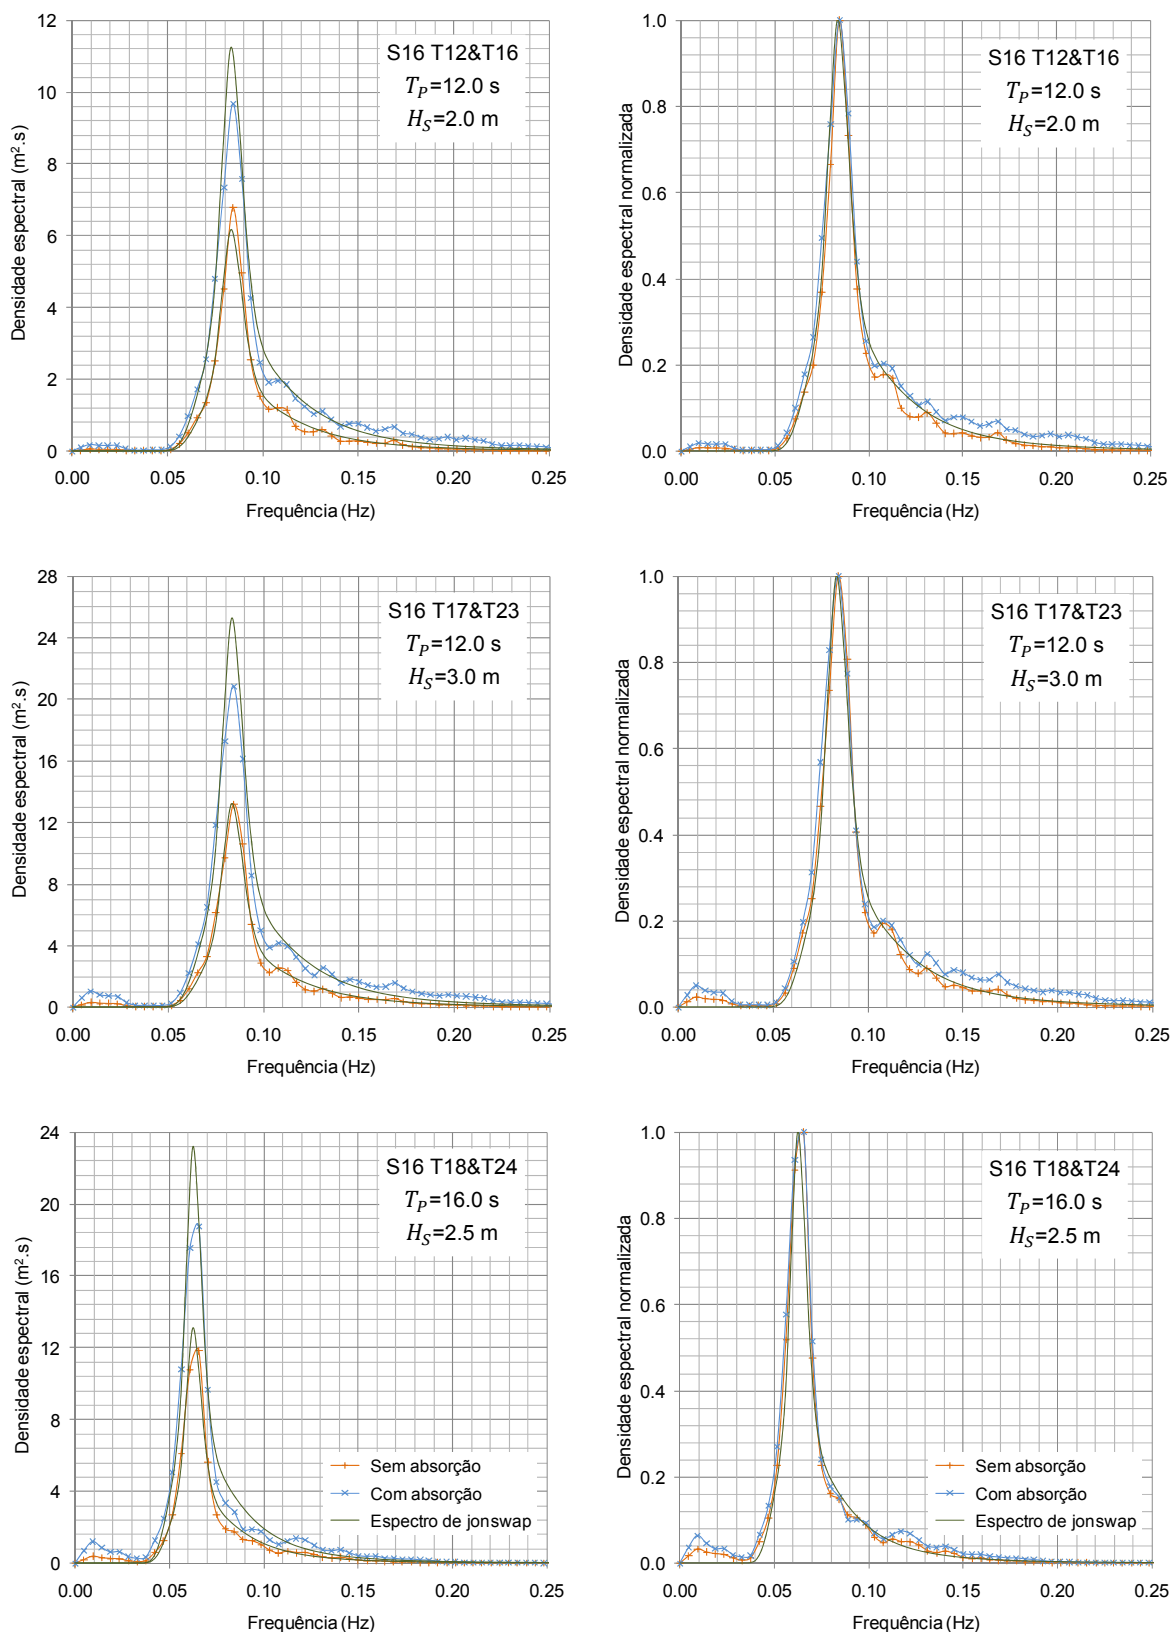 12
10
8
6
4
2
0
Densidade espectral (m².s)
S16 T12&T16
T_P=12.0 s
H_S=2.0 m
0.00 0.05 0.10 0.15 0.20 0.25
Frequência (Hz)
1.0
0.8
0.6
0.4
0.2
0.0
Densidade espectral normalizada
S16 T12&T16
T_P=12.0 s
H_S=2.0 m
0.00 0.05 0.10 0.15 0.20 0.25
Frequência (Hz)
28
24
20
16
12
8
4
0
Densidade espectral (m².s)
S16 T17&T23
T_P=12.0 s
H_S=3.0 m
0.00 0.05 0.10 0.15 0.20 0.25
Frequência (Hz)
1.0
0.8
0.6
0.4
0.2
0.0
Densidade espectral normalizada
S16 T17&T23
T_P=12.0 s
H_S=3.0 m
0.00 0.05 0.10 0.15 0.20 0.25
Frequência (Hz)
24
20
16
12
8
4
0
Densidade espectral (m².s)
S16 T18&T24
T_P=16.0 s
H_S=2.5 m
Sem absorção
Com absorção
Espectro de jonswap
0.00 0.05 0.10 0.15 0.20 0.25
Frequência (Hz)
1.0
0.8
0.6
0.4
0.2
0.0
Densidade espectral normalizada
S16 T18&T24
T_P=16.0 s
H_S=2.5 m
Sem absorção
Com absorção
Espectro de jonswap
0.00 0.05 0.10 0.15 0.20 0.25
Frequência (Hz)